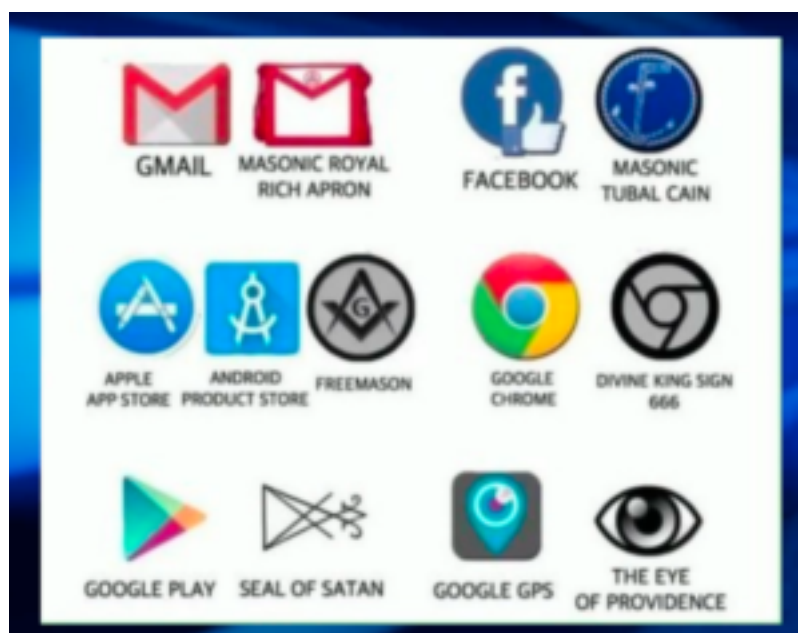 GMAIL
MASONIC ROYAL
RICH APRON
FACEBOOK
MASONIC
TUBAL CAIN
APPLE
APP STORE
ANDROID
PRODUCT STORE
FREEMASON
GOOGLE
CHROME
DIVINE KING SIGN
666
GOOGLE PLAY
SEAL OF SATAN
GOOGLE GPS
THE EYE
OF PROVIDENCE